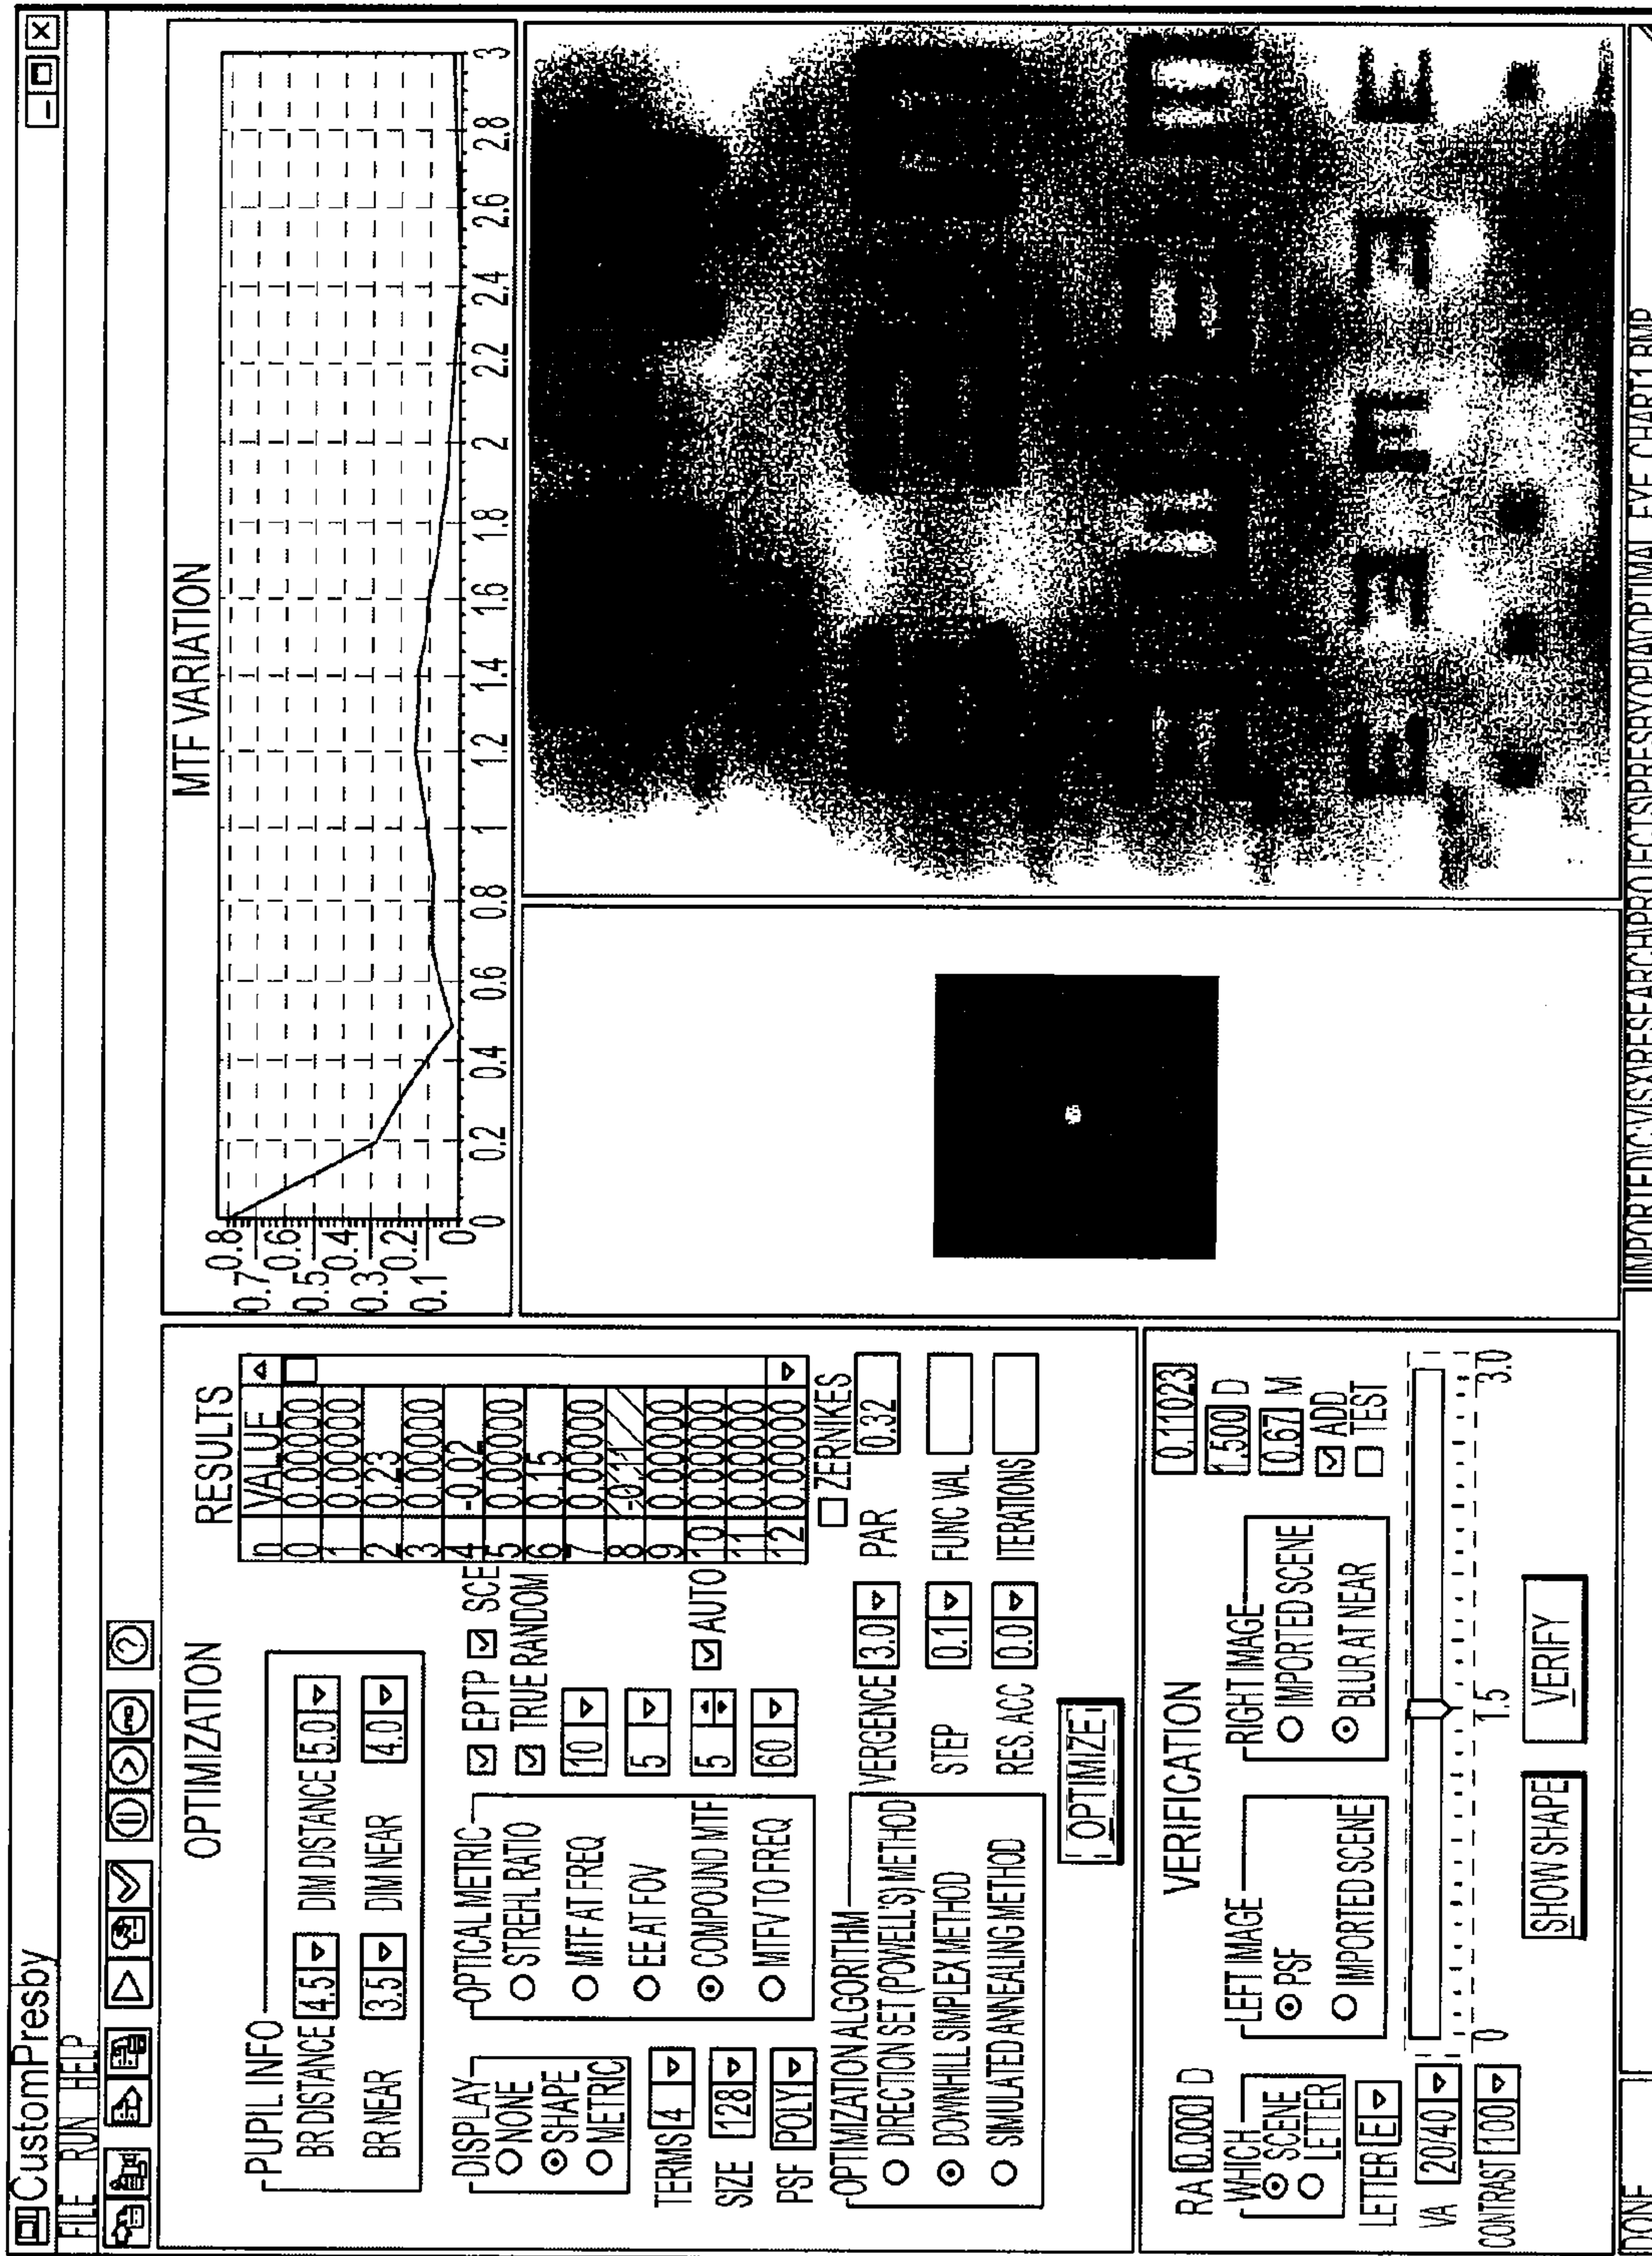 CustomPresby
FILE RUN HELP
OPTIMIZATION
PUPIL INFO
BR DISTANCE 4.5 DIM DISTANCE 5.0
BR NEAR 3.5 DIM NEAR 4.0
DISPLAY
NONE
SHAPE
METRIC
TERMS 4
SIZE 128
PSF POLY
OPTICAL METRIC
STREHL RATIO
MTF AT FREQ
EE AT FOV
COMPOUND MTF
MTFV TO FREQ
EPTP SCE
TRUE RANDOM
10
5
5 AUTO
60
OPTIMIZATION ALGORITHM
DIRECTION SET (POWELL'S) METHOD
DOWNHILL SIMPLEX METHOD
SIMULATED ANNEALING METHOD
VERGENCE 3.0 PAR 0.32
STEP 0.1 FUNC VAL
RES. ACC 0.0 ITERATIONS
OPTIMIZE
RESULTS
n VALUE
0 0.00000
1 0.00000
2 0.23
3 0.00000
4 -0.02
5 0.00000
6 0.15
7 0.00000
8 -0.11
9 0.00000
10 0.00000
11 0.00000
12 0.00000
ZERNIKES
MTF VARIATION
0.8
0.7
0.6
0.5
0.4
0.3
0.2
0.1
0
0 0.2 0.4 0.6 0.8 1 1.2 1.4 1.6 1.8 2 2.2 2.4 2.6 2.8 3
E
E E E E E
VERIFICATION
RA 0.000 D
WHICH
SCENE
LETTER
LETTER E
VA 20/40
CONTRAST 100
LEFT IMAGE
PSF
IMPORTED SCENE
RIGHT IMAGE
IMPORTED SCENE
BLUR AT NEAR
0.11023
1.500 D
0.67 M
ADD
TEST
0 1.5 3.0
SHOW SHAPE VERIFY
DONE
IMPORTED\C:\VISX\RESEARCH\PROJECTS\PRESBYOPIA\OPTIMAL_EYE_CHART1.BMP